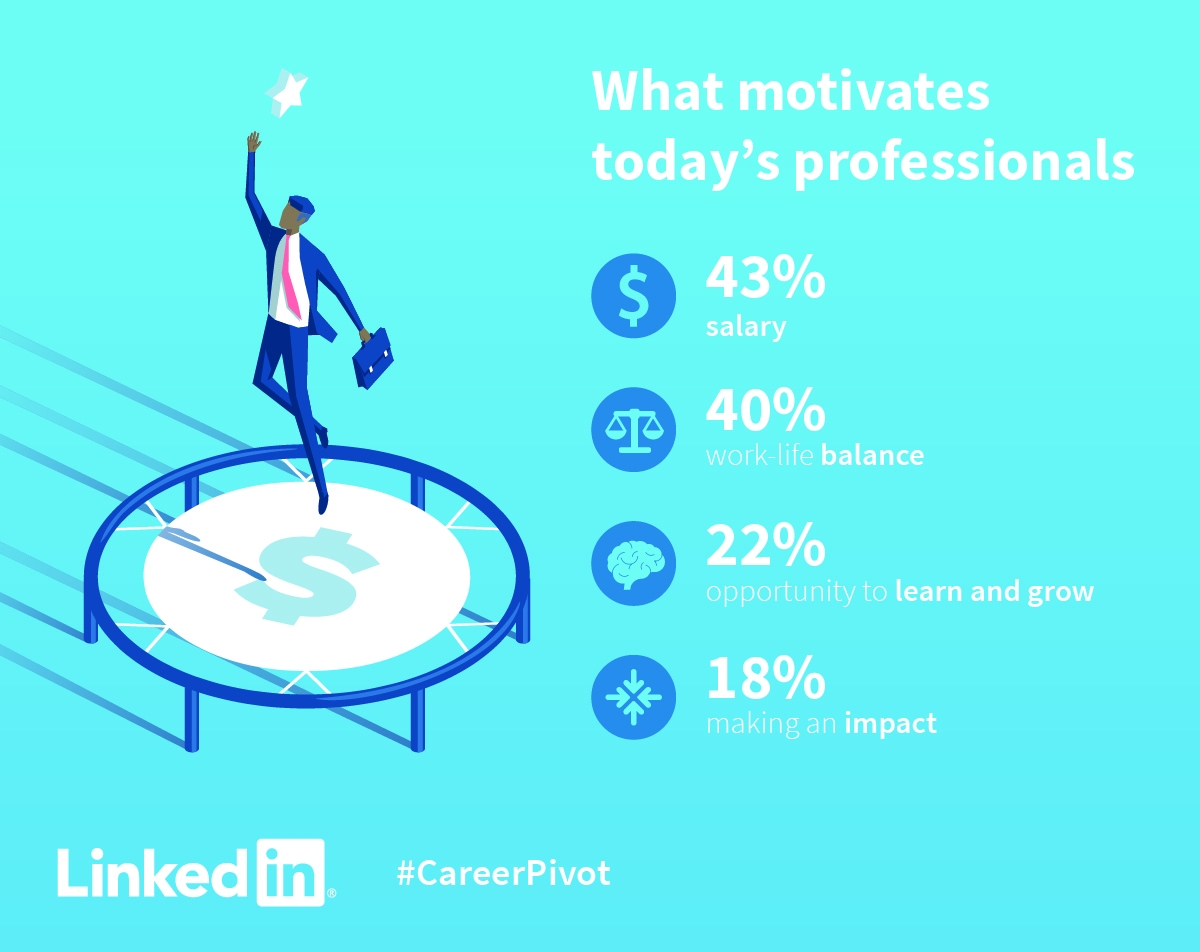 What motivates
today's professionals
43%
salary
40%
work-life balance
22%
opportunity to learn and grow
18%
making an impact
LinkedIn®
#CareerPivot